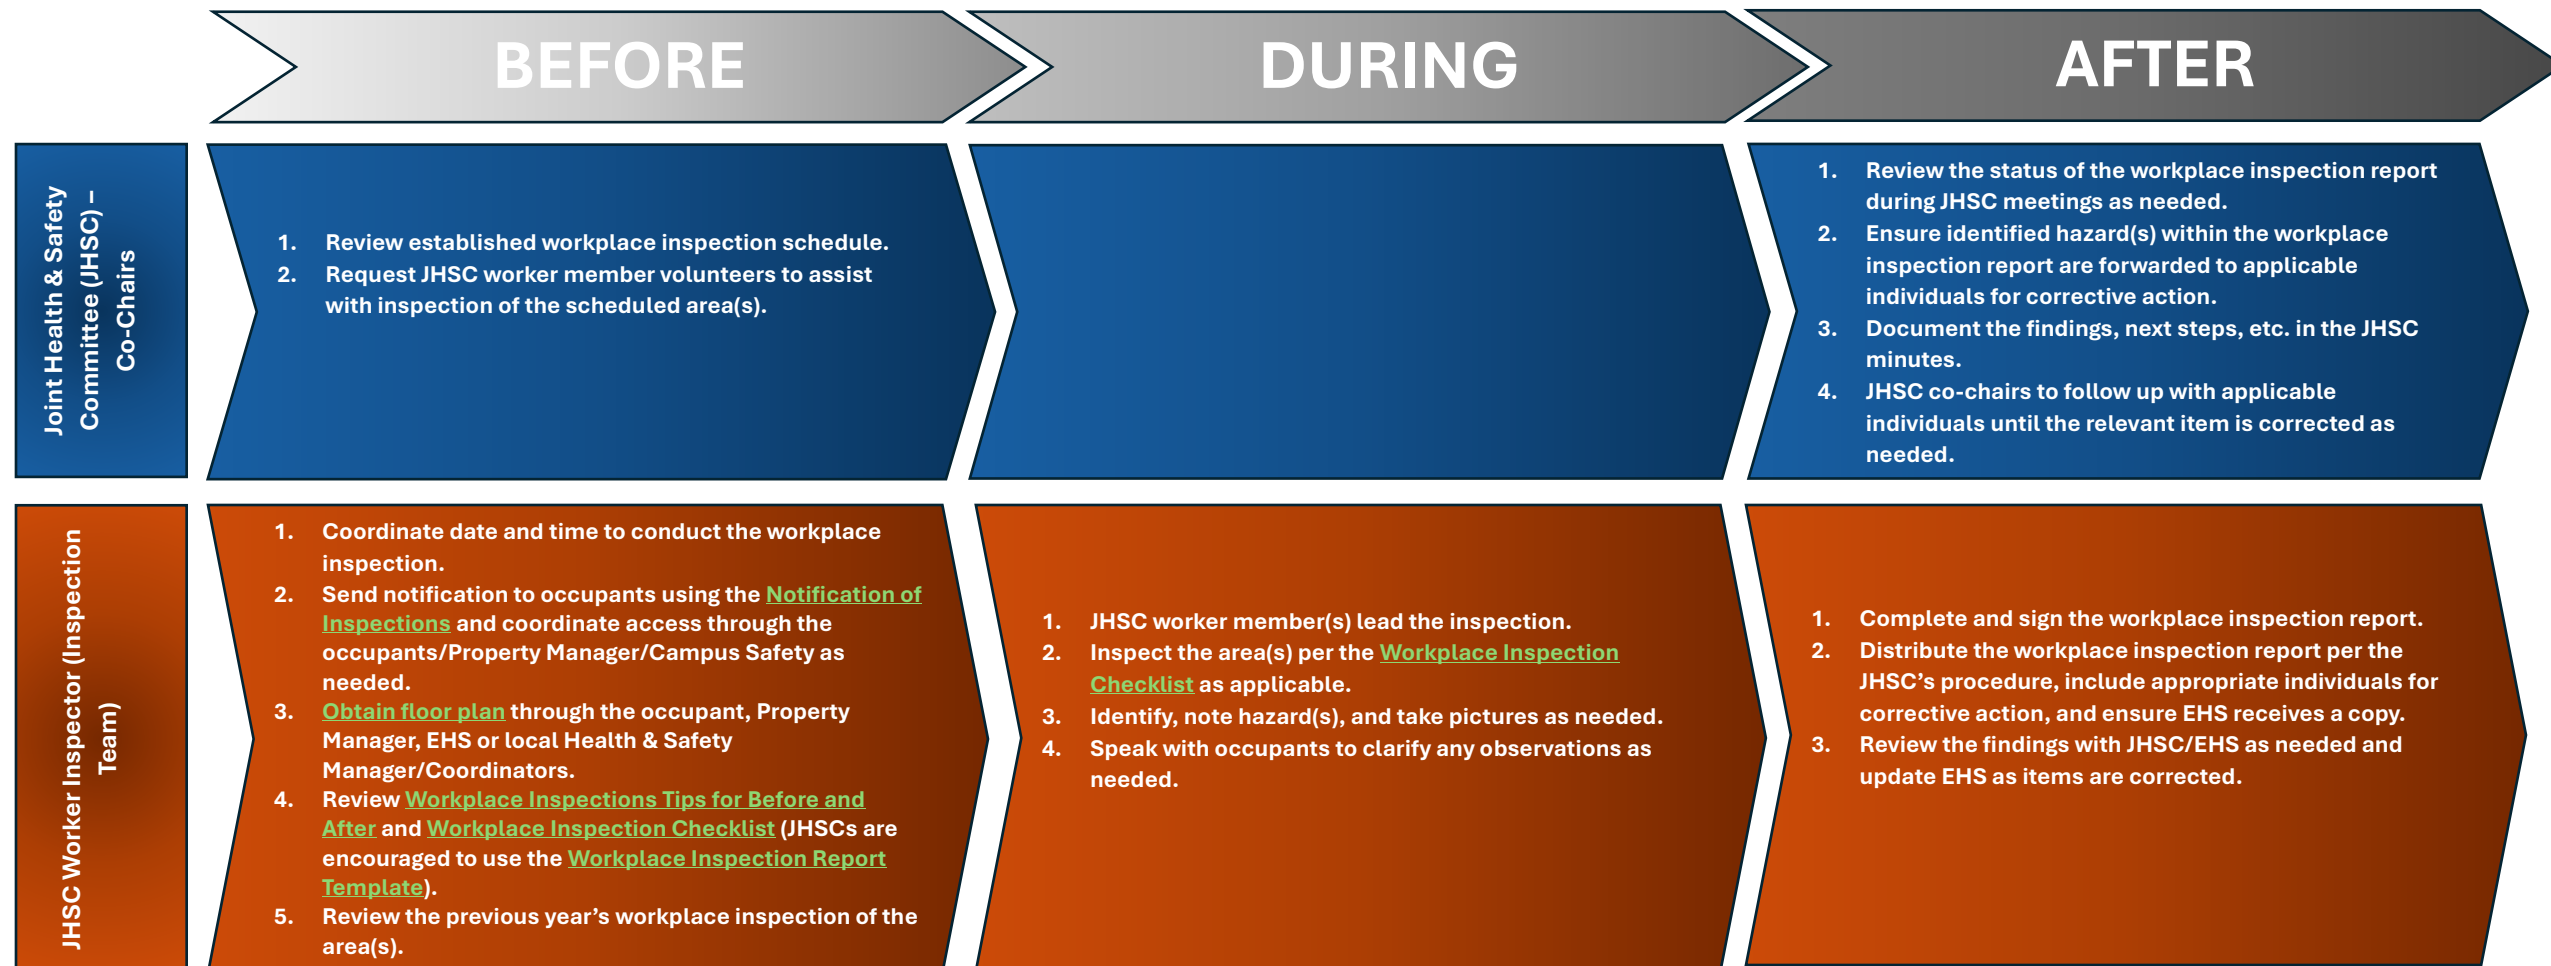 BEFORE
DURING
AFTER
Joint Health & Safety
Committee (JHSC) –
Co-Chairs
1. Review established workplace inspection schedule.
2. Request JHSC worker member volunteers to assist
with inspection of the scheduled area(s).
1. Review the status of the workplace inspection report
during JHSC meetings as needed.
2. Ensure identified hazard(s) within the workplace
inspection report are forwarded to applicable
individuals for corrective action.
3. Document the findings, next steps, etc. in the JHSC
minutes.
4. JHSC co-chairs to follow up with applicable
individuals until the relevant item is corrected as
needed.
JHSC Worker Inspector (Inspection
Team)
1. Coordinate date and time to conduct the workplace
inspection.
2. Send notification to occupants using the Notification of
Inspections and coordinate access through the
occupants/Property Manager/Campus Safety as
needed.
3. Obtain floor plan through the occupant, Property
Manager, EHS or local Health & Safety
Manager/Coordinators.
4. Review Workplace Inspections Tips for Before and
After and Workplace Inspection Checklist (JHSCs are
encouraged to use the Workplace Inspection Report
Template).
5. Review the previous year’s workplace inspection of the
area(s).
1. JHSC worker member(s) lead the inspection.
2. Inspect the area(s) per the Workplace Inspection
Checklist as applicable.
3. Identify, note hazard(s), and take pictures as needed.
4. Speak with occupants to clarify any observations as
needed.
1. Complete and sign the workplace inspection report.
2. Distribute the workplace inspection report per the
JHSC’s procedure, include appropriate individuals for
corrective action, and ensure EHS receives a copy.
3. Review the findings with JHSC/EHS as needed and
update EHS as items are corrected.